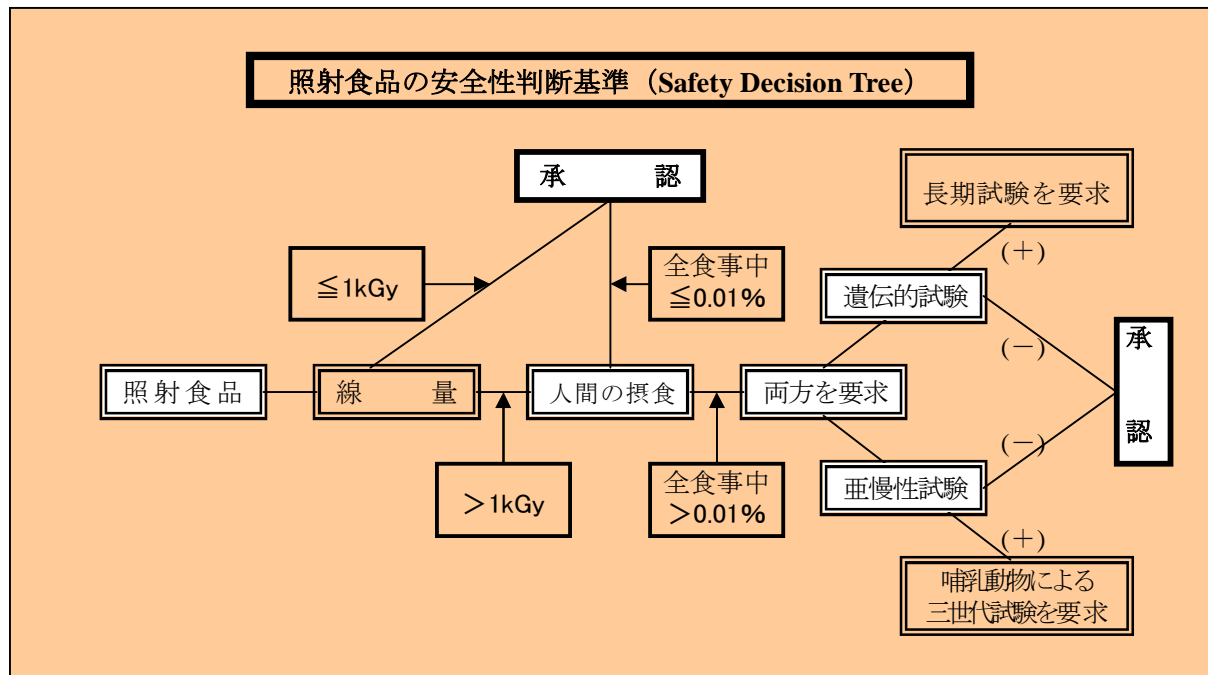 照射食品の安全性判断基準（Safety Decision Tree）
承　認
長期試験を要求
（＋）
≦1kGy
全食事中
≦0.01%
遺伝的試験
（－）
承
認
照射食品
線　量
人間の摂食
両方を要求
（－）
＞1kGy
全食事中
＞0.01%
亜慢性試験
（＋）
哺乳動物による
三世代試験を要求